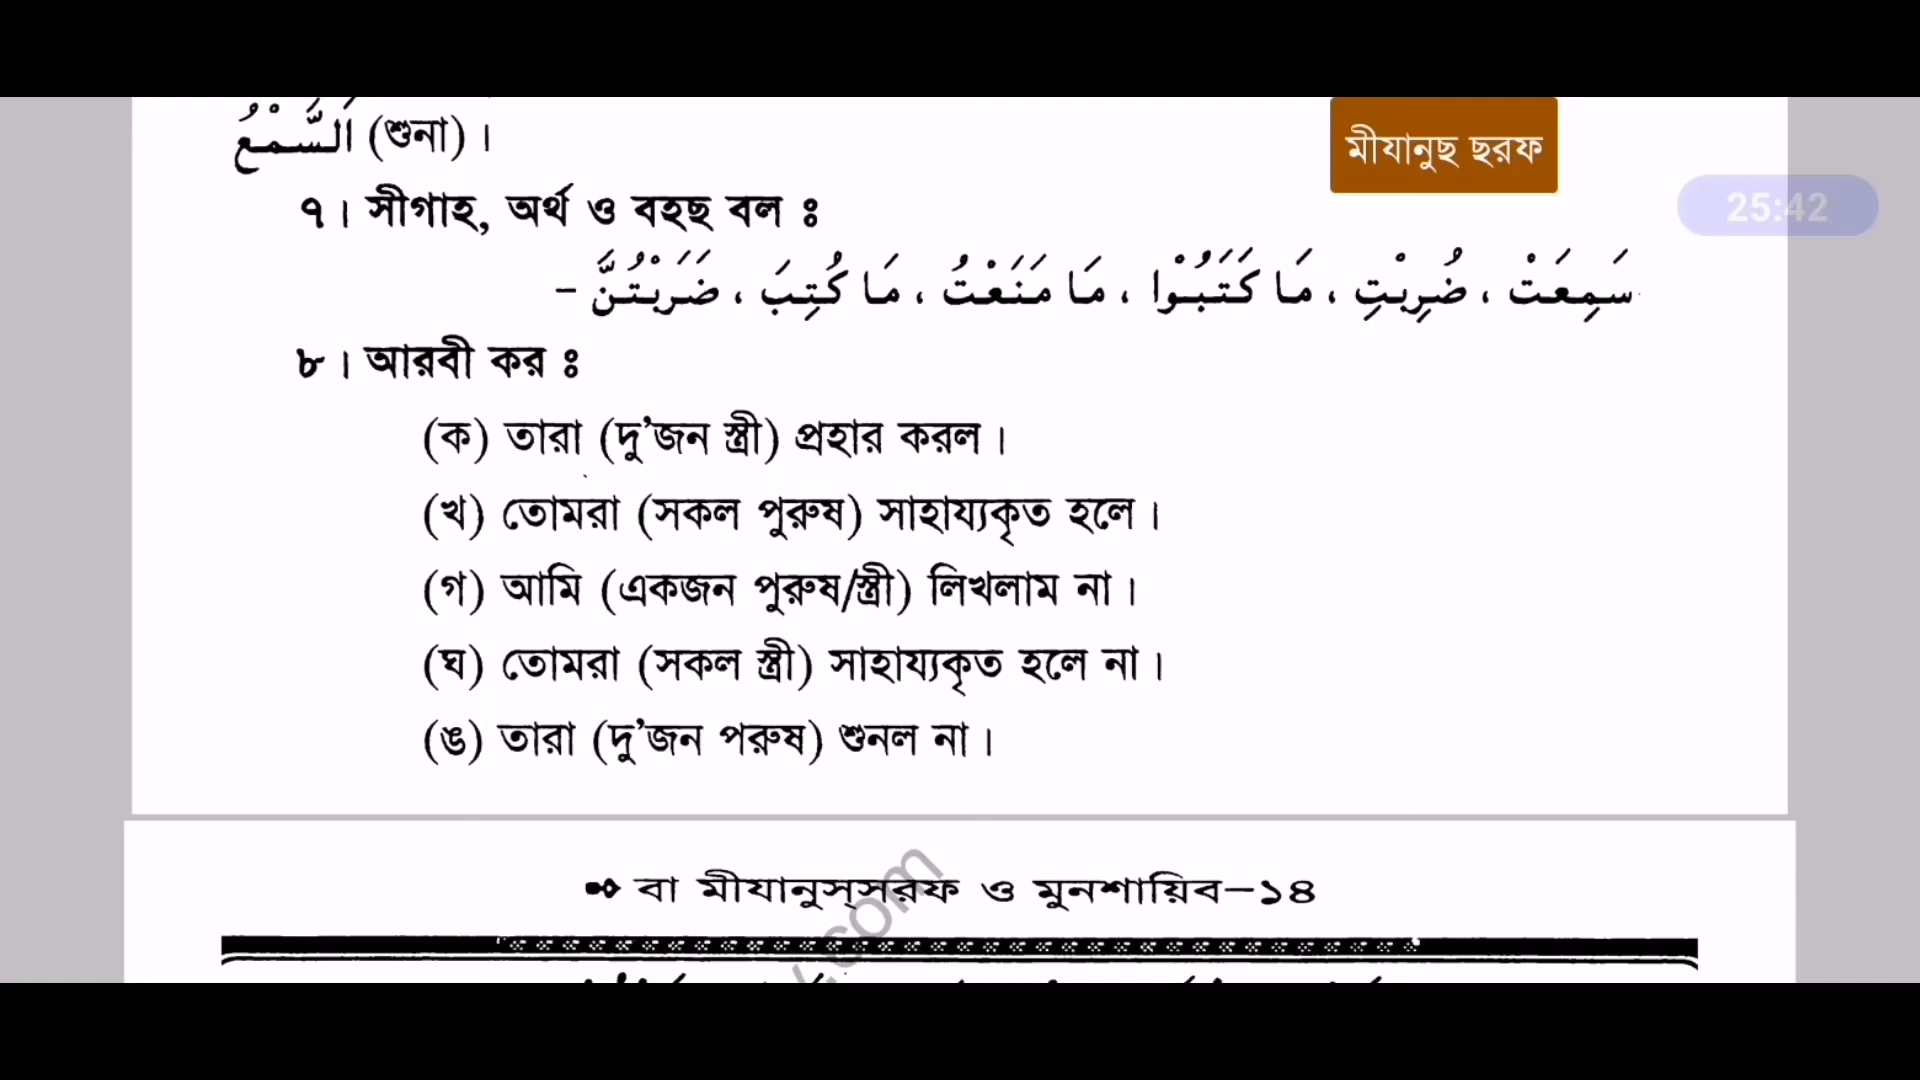 اَلسَّمْعُ (শুনা) ।
মীযানুছ ছরফ
৭। সীগাহ, অর্থ ও বহছ বল ঃ
25:42
سَمِعَتْ ، ضُرِبْتِ ، مَا كَتَبُوْا ، مَا مَنَعْتُ ، مَا كُتِبَ ، ضَرَبْتُنَّ –
৮। আরবী কর ঃ
(ক) তারা (দু’জন স্ত্রী) প্রহার করল।
(খ) তোমরা (সকল পুরুষ) সাহায্যকৃত হলে।
(গ) আমি (একজন পুরুষ/স্ত্রী) লিখলাম না।
(ঘ) তোমরা (সকল স্ত্রী) সাহায্যকৃত হলে না।
(ঙ) তারা (দু’জন পরুষ) শুনল না।
বা মীযানুস্সরফ ও মুনশায়িব–১৪
.com